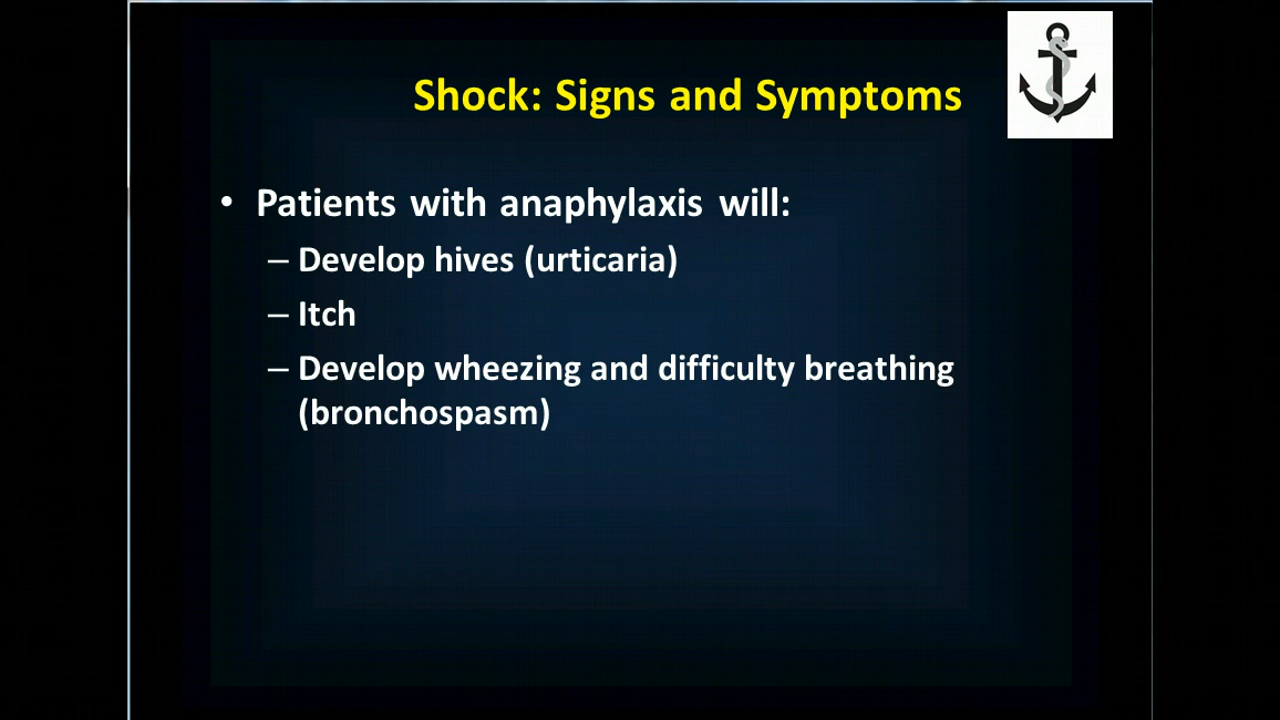 Shock: Signs and Symptoms
• Patients with anaphylaxis will:
– Develop hives (urticaria)
– Itch
– Develop wheezing and difficulty breathing
(bronchospasm)